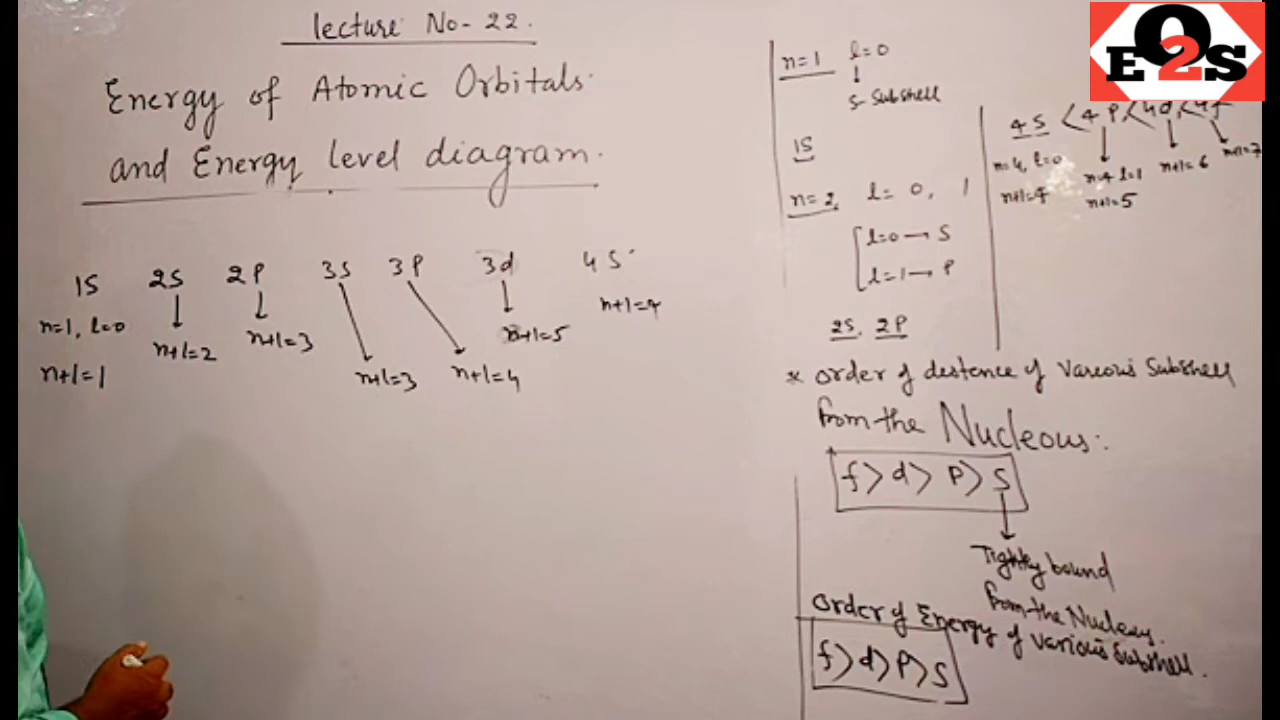 lecture No-22.
Energy of Atomic Orbitals
and Energy level diagram.
1S 2S 2P 3S 3P 3d 4S
n=1, l=0
n+l=1
n+l=2
n+l=3
n+l=3
n+l=4
n+l=5
n+l=4
n=1 l=0
S-Subshell
1S
n=2, l= 0, 1
l=0 → S
l=1 → P
2S, 2P
EO2S
4S < 4P < 4d < 4f
n=4, l=0
n+l=4
n=4 l=1
n+l=5
n+l=6
n+l=7
* Order of destence of Vareous Subshell
from the Nucleous:
f > d > P > S
Tightly bound
from the Nucleus.
Order of Energy of Various Subshell.
f > d > P > S